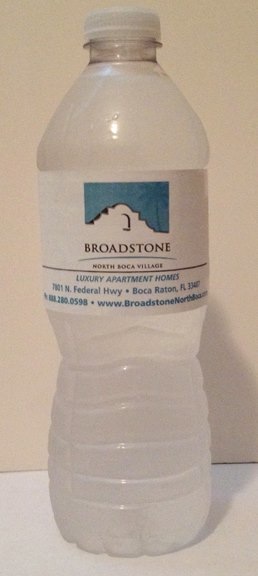 BROADSTONE
NORTH BOCA VILLAGE
LUXURY APARTMENT HOMES
7801 N. Federal Hwy • Boca Raton, FL 33487
Ph. 888.280.0598 • www.BroadstoneNorthBoca.com